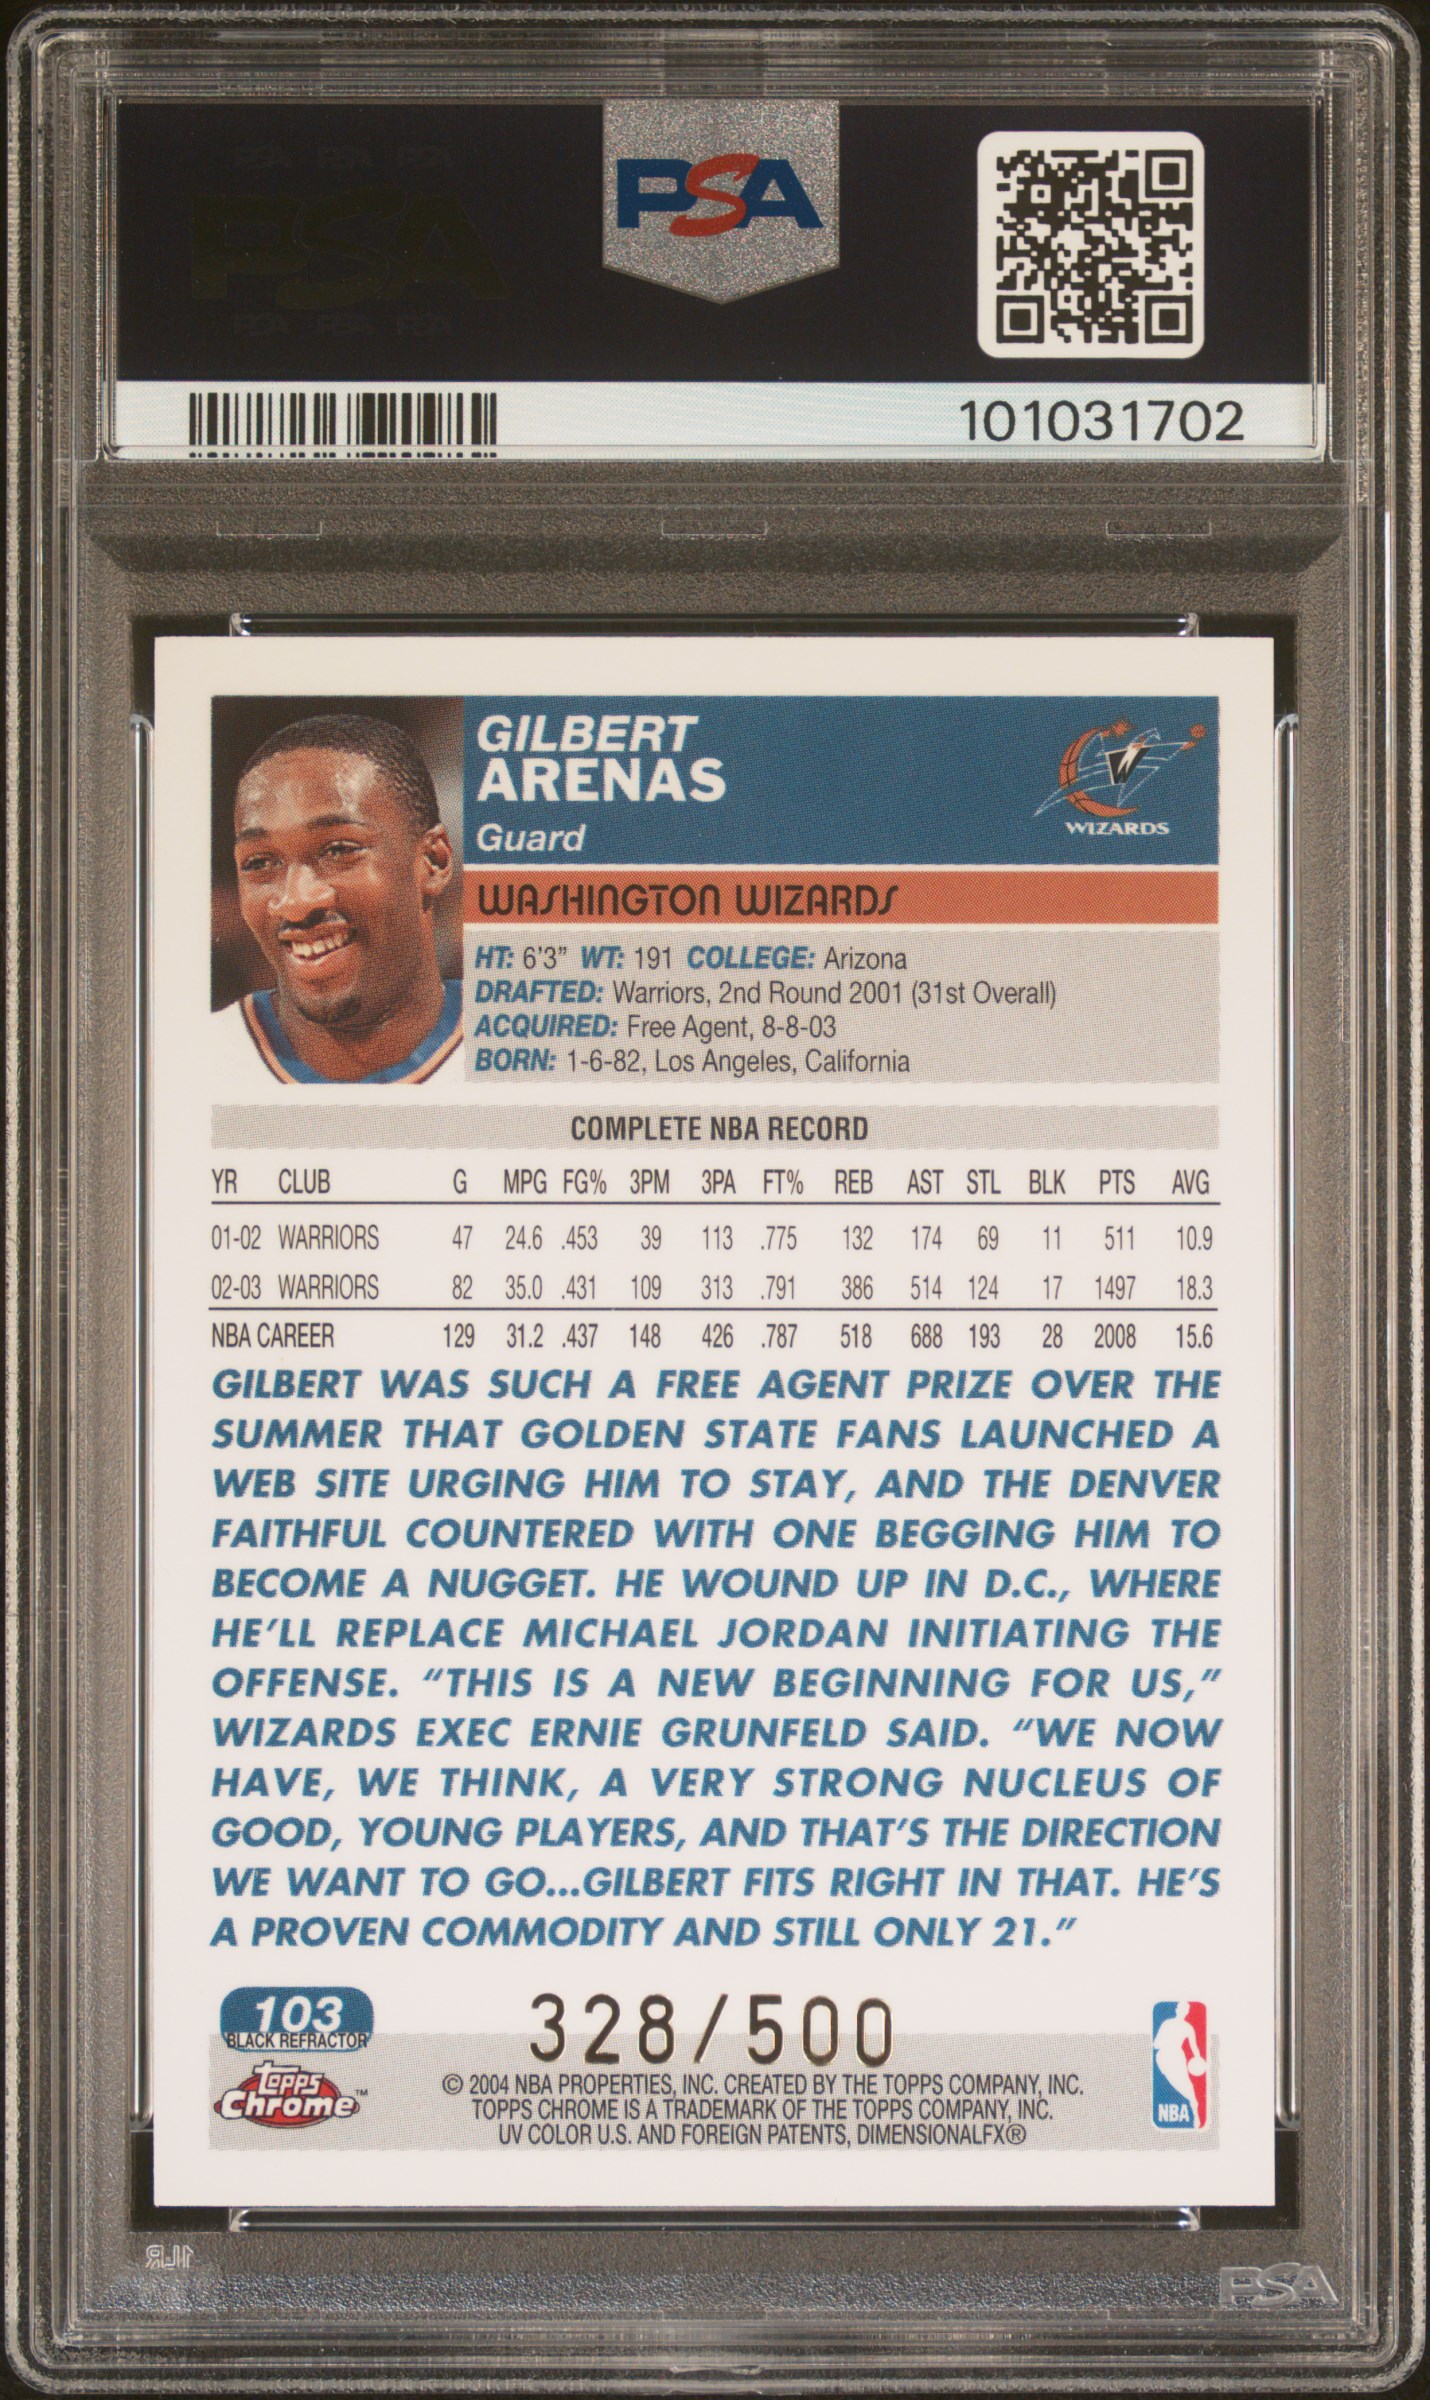 PSA
PSA
101031702
GILBERT
ARENAS
Guard
WIZARDS
WASHINGTON WIZARDS
HT: 6'3" WT: 191 COLLEGE: Arizona
DRAFTED: Warriors, 2nd Round 2001 (31st Overall)
ACQUIRED: Free Agent, 8-8-03
BORN: 1-6-82, Los Angeles, California
COMPLETE NBA RECORD
YR CLUB G MPG FG% 3PM 3PA FT% REB AST STL BLK PTS AVG
01-02 WARRIORS 47 24.6 .453 39 113 .775 132 174 69 11 511 10.9
02-03 WARRIORS 82 35.0 .431 109 313 .791 386 514 124 17 1497 18.3
NBA CAREER 129 31.2 .437 148 426 .787 518 688 193 28 2008 15.6
GILBERT WAS SUCH A FREE AGENT PRIZE OVER THE
SUMMER THAT GOLDEN STATE FANS LAUNCHED A
WEB SITE URGING HIM TO STAY, AND THE DENVER
FAITHFUL COUNTERED WITH ONE BEGGING HIM TO
BECOME A NUGGET. HE WOUND UP IN D.C., WHERE
HE'LL REPLACE MICHAEL JORDAN INITIATING THE
OFFENSE. "THIS IS A NEW BEGINNING FOR US,"
WIZARDS EXEC ERNIE GRUNFELD SAID. "WE NOW
HAVE, WE THINK, A VERY STRONG NUCLEUS OF
GOOD, YOUNG PLAYERS, AND THAT'S THE DIRECTION
WE WANT TO GO...GILBERT FITS RIGHT IN THAT. HE'S
A PROVEN COMMODITY AND STILL ONLY 21."
103
BLACK REFRACTOR
328/500
Topps
Chrome™
© 2004 NBA PROPERTIES, INC. CREATED BY THE TOPPS COMPANY, INC.
TOPPS CHROME IS A TRADEMARK OF THE TOPPS COMPANY, INC.
UV COLOR U.S. AND FOREIGN PATENTS, DIMENSIONALFX®
NBA
PSA